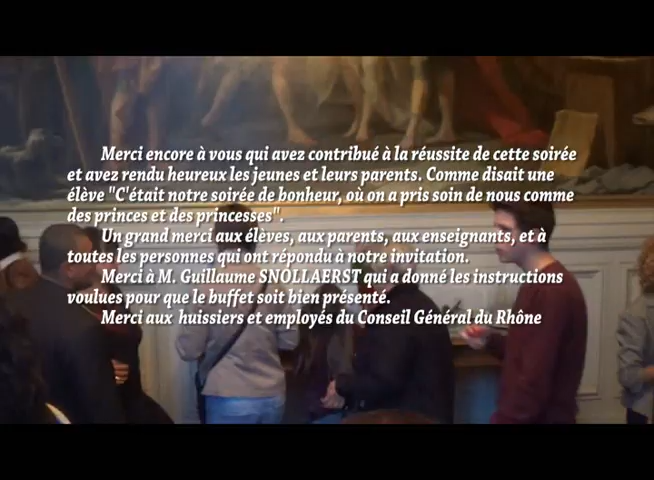 Merci encore à vous qui avez contribué à la réussite de cette soirée
et avez rendu heureux les jeunes et leurs parents. Comme disait une
élève "C'était notre soirée de bonheur, où on a pris soin de nous comme
des princes et des princesses".
Un grand merci aux élèves, aux parents, aux enseignants, et à
toutes les personnes qui ont répondu à notre invitation.
Merci à M. Guillaume SNOLLAERST qui a donné les instructions
voulues pour que le buffet soit bien présenté.
Merci aux huissiers et employés du Conseil Général du Rhône